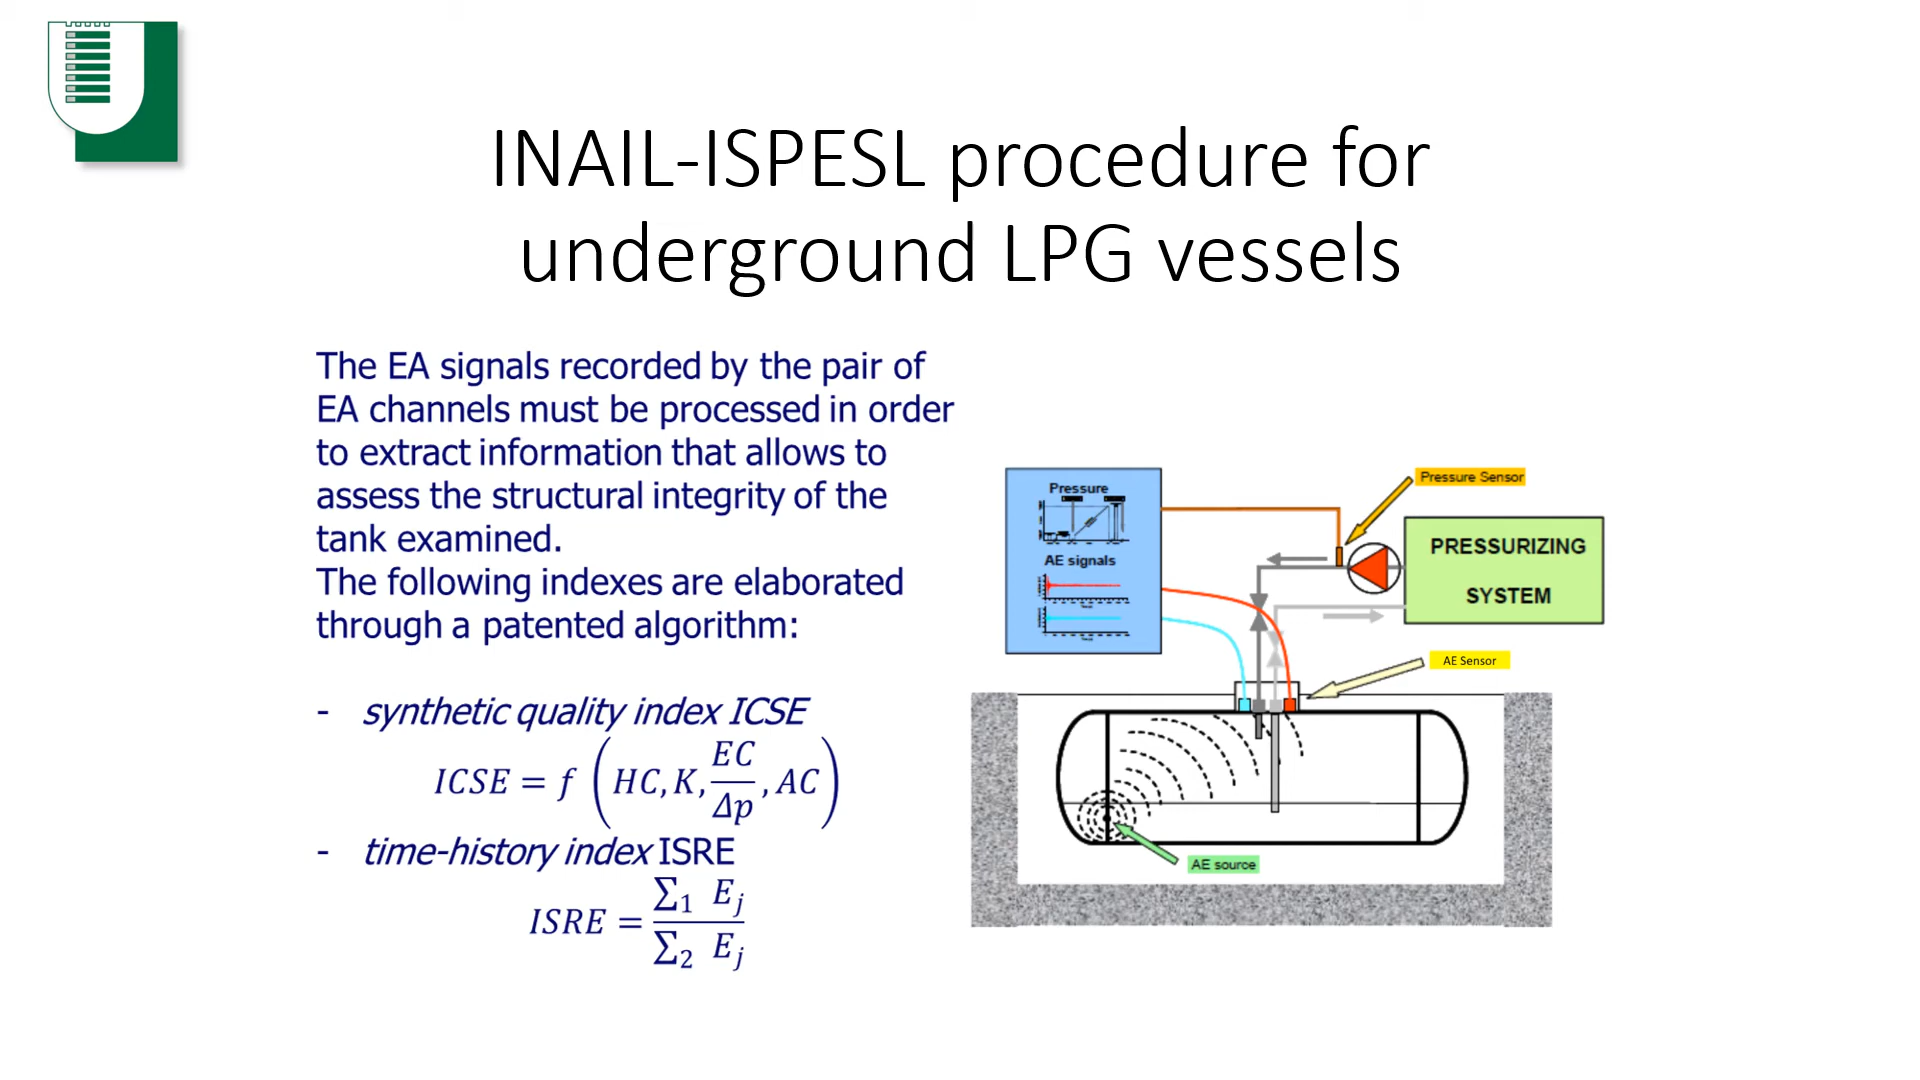 INAIL-ISPESL procedure for
underground LPG vessels
The EA signals recorded by the pair of
EA channels must be processed in order
to extract information that allows to
assess the structural integrity of the
tank examined.
The following indexes are elaborated
through a patented algorithm:
- synthetic quality index ICSE
ICSE = f (HC, K, EC/Δp, AC)
- time-history index ISRE
ISRE = ∑1 Ej / ∑2 Ej
Pressure
AE signals
Pressure Sensor
PRESSURIZING
SYSTEM
AE Sensor
AE source